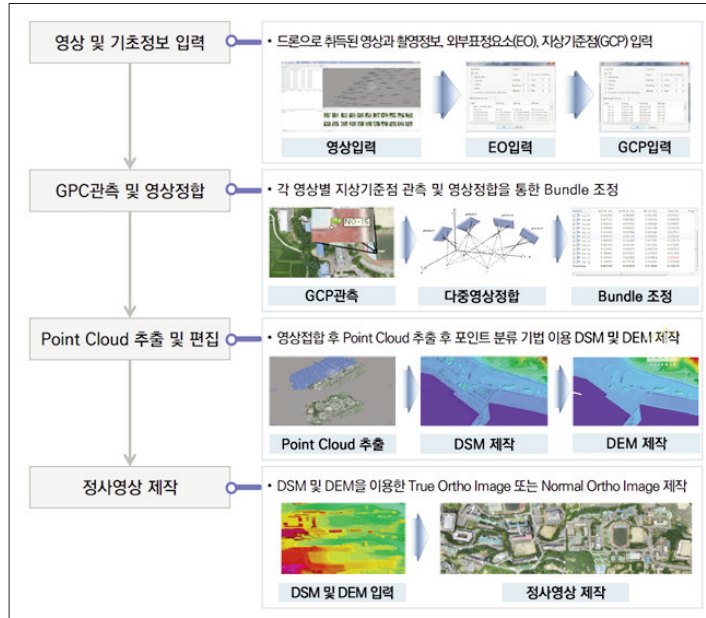 영상 및 기초정보 입력
• 드론으로 취득된 영상과 촬영정보, 외부표정요소(EO), 지상기준점(GCP) 입력
영상입력
EO입력
GCP입력
GPC관측 및 영상정합
• 각 영상별 지상기준점 관측 및 영상정합을 통한 Bundle 조정
NO-15
GCP관측
다중영상정합
Bundle 조정
Point Cloud 추출 및 편집
• 영상접합 후 Point Cloud 추출 후 포인트 분류 기법 이용 DSM 및 DEM 제작
Point Cloud 추출
DSM 제작
DEM 제작
정사영상 제작
• DSM 및 DEM을 이용한 True Ortho Image 또는 Normal Ortho Image 제작
DSM 및 DEM 입력
정사영상 제작